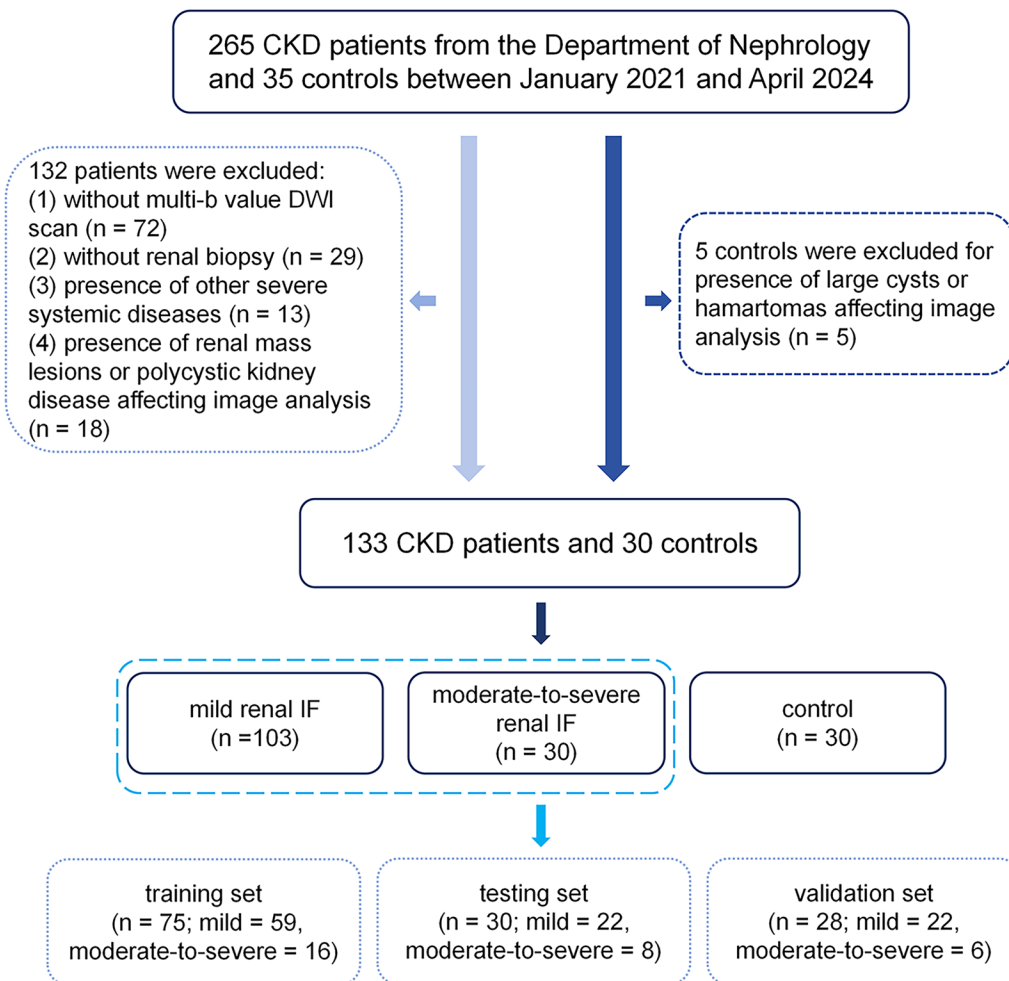 265 CKD patients from the Department of Nephrology
and 35 controls between January 2021 and April 2024
132 patients were excluded:
(1) without multi-b value DWI
scan (n = 72)
(2) without renal biopsy (n = 29)
(3) presence of other severe
systemic diseases (n = 13)
(4) presence of renal mass
lesions or polycystic kidney
disease affecting image analysis
(n = 18)
5 controls were excluded for
presence of large cysts or
hamartomas affecting image
analysis (n = 5)
133 CKD patients and 30 controls
mild renal IF
(n =103)
moderate-to-severe
renal IF
(n = 30)
control
(n = 30)
training set
(n = 75; mild = 59,
moderate-to-severe = 16)
testing set
(n = 30; mild = 22,
moderate-to-severe = 8)
validation set
(n = 28; mild = 22,
moderate-to-severe = 6)